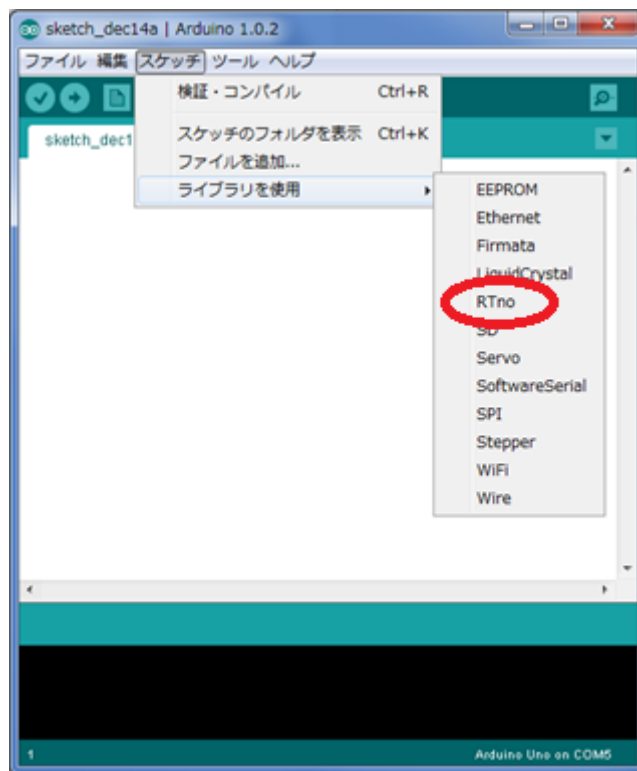 sketch_dec14a | Arduino 1.0.2
ファイル 編集 スケッチ ツール ヘルプ
検証・コンパイル Ctrl+R
sketch_dec1
スケッチのフォルダを表示 Ctrl+K
ファイルを追加...
ライブラリを使用
EEPROM
Ethernet
Firmata
LiquidCrystal
RTno
SD
Servo
SoftwareSerial
SPI
Stepper
WiFi
Wire
1
Arduino Uno on COM5